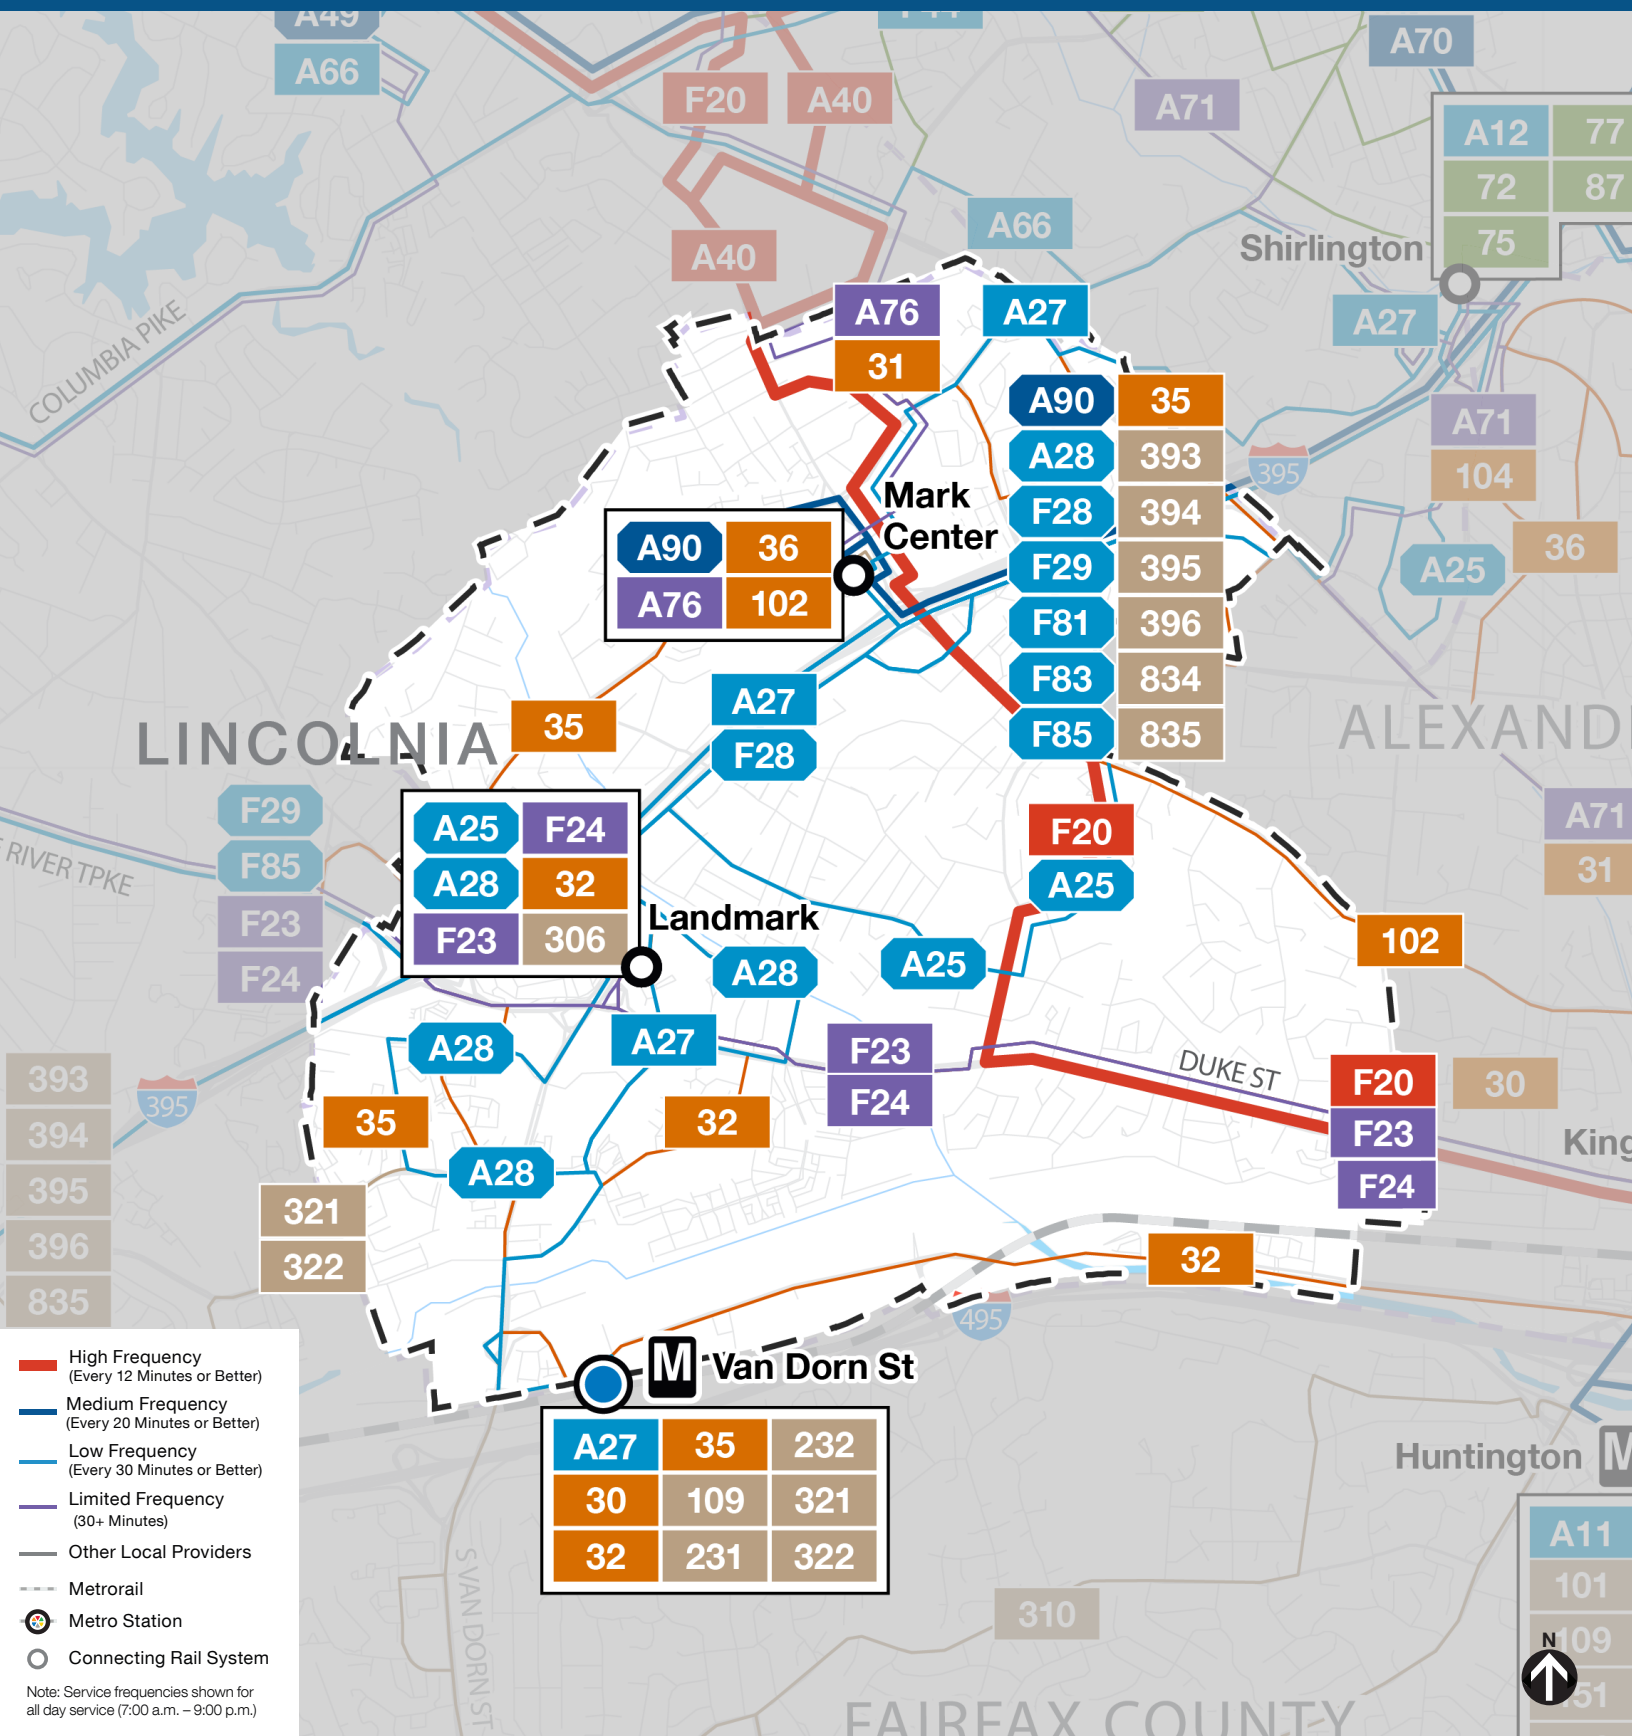 A49
A66
F20
A40
A71
A70
A12
77
72
87
75
Shirlington
A66
A40
A27
COLUMBIA PIKE
A76
31
A27
A90
35
A28
393
F28
394
F29
395
F81
396
F83
834
F85
835
395
A71
104
A25
36
Mark
Center
A90
36
A76
102
35
A27
F28
LINCOLNIA
ALEXAND
F29
F85
F23
F24
RIVER TPKE
A25
F24
A28
32
F23
306
Landmark
F20
A25
A71
31
102
A28
A25
A28
A27
F23
F24
DUKE ST
F20
F23
F24
30
King
393
394
395
396
835
395
35
32
A28
321
322
32
495
M
Van Dorn St
A27
35
232
30
109
321
32
231
322
Huntington
M
A11
101
109
51
310
S VAN DORN ST
FAIRFAX COUNTY
N
High Frequency
(Every 12 Minutes or Better)
Medium Frequency
(Every 20 Minutes or Better)
Low Frequency
(Every 30 Minutes or Better)
Limited Frequency
(30+ Minutes)
Other Local Providers
Metrorail
Metro Station
Connecting Rail System
Note: Service frequencies shown for
all day service (7:00 a.m. – 9:00 p.m.)